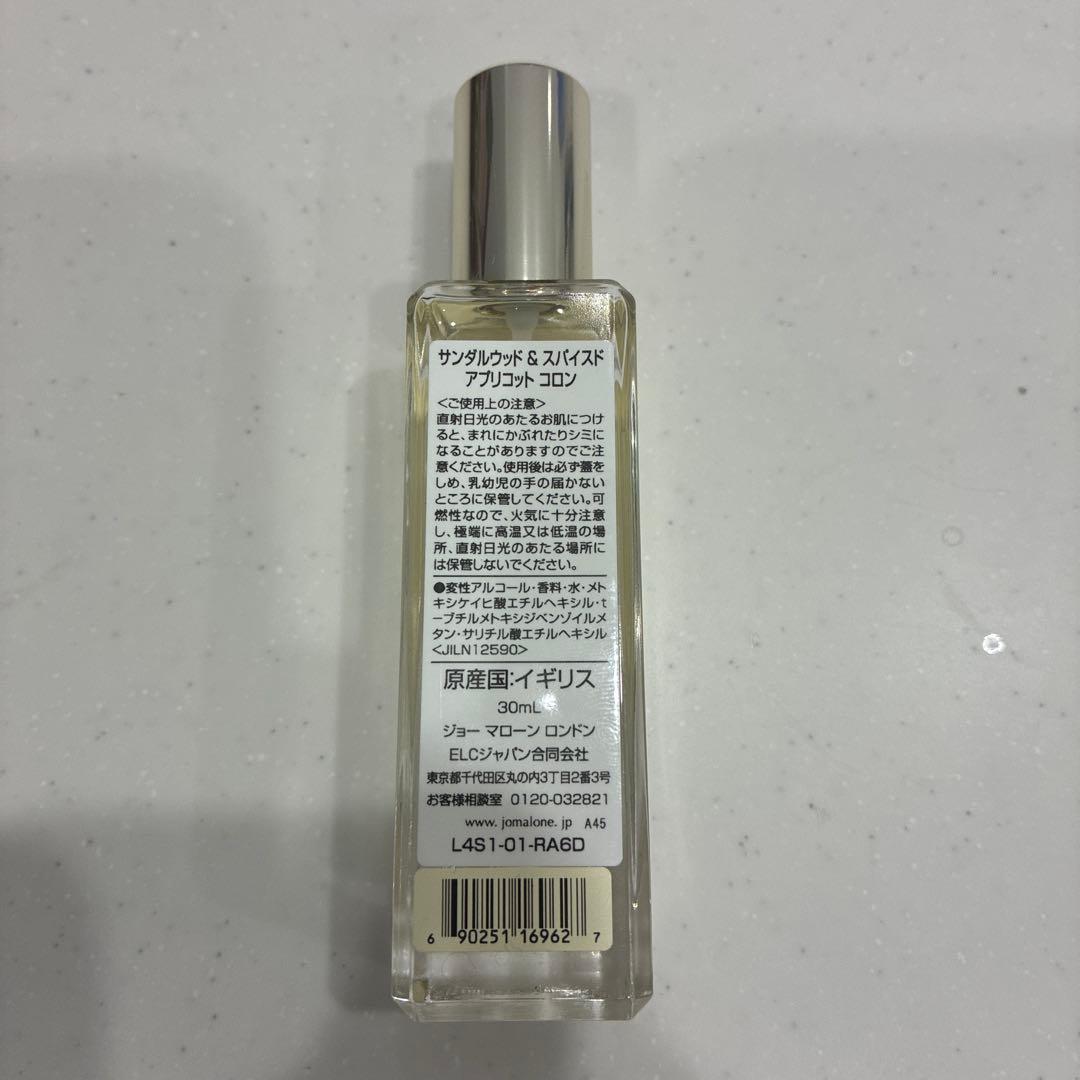 サンダルウッド & スパイスド
アプリコット コロン
<ご使用上の注意>
直射日光のあたるお肌につけ
ると、まれにかぶれたりシミに
なることがありますのでご注
意ください。使用後は必ず蓋を
しめ、乳幼児の手の届かない
ところに保管してください。可
燃性なので、火気に十分注意
し、極端に高温又は低温の場
所、直射日光のあたる場所に
は保管しないでください。
●変性アルコール・香料・水・メト
キシケイヒ酸エチルヘキシル・t
ーブチルメトキシジベンゾイルメ
タン・サリチル酸エチルヘキシル
<JILN12590>
原産国:イギリス
30mL
ジョー マローン ロンドン
ELCジャパン合同会社
東京都千代田区丸の内3丁目2番3号
お客様相談室 0120-032821
www. jomalone. jp A45
L4S1-01-RA6D
6 90251 16962 7